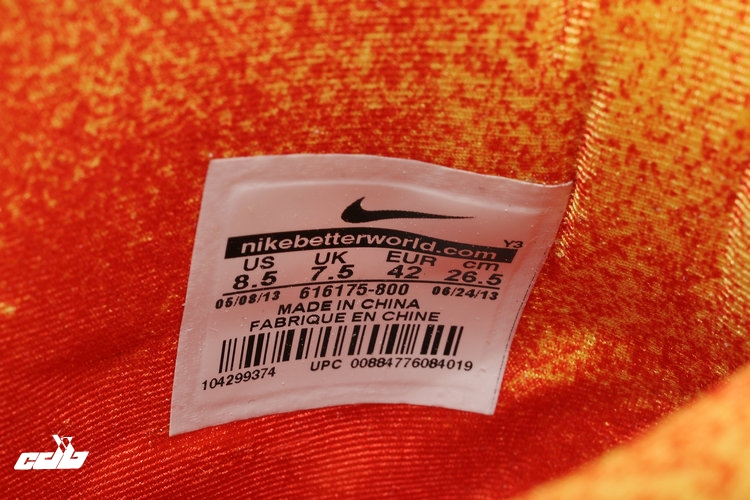 nikebetterworld.com
Y3
US UK EUR cm
8.5 7.5 42 26.5
05/08/13 616175-800 06/24/13
MADE IN CHINA
FABRIQUE EN CHINE
104299374 UPC 00884776084019
cdb